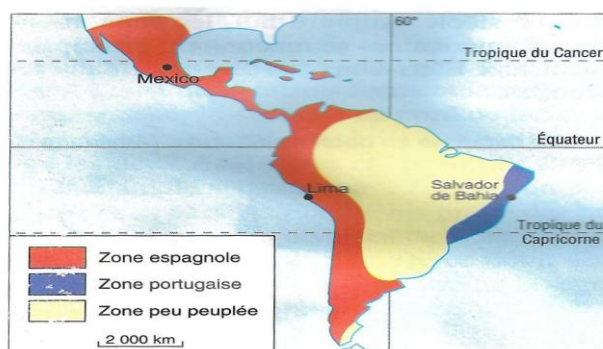 60°
Tropique du Cancer
Mexico
Équateur
Lima
Salvador
de Bahia
Tropique du
Capricorne
Zone espagnole
Zone portugaise
Zone peu peuplée
2 000 km